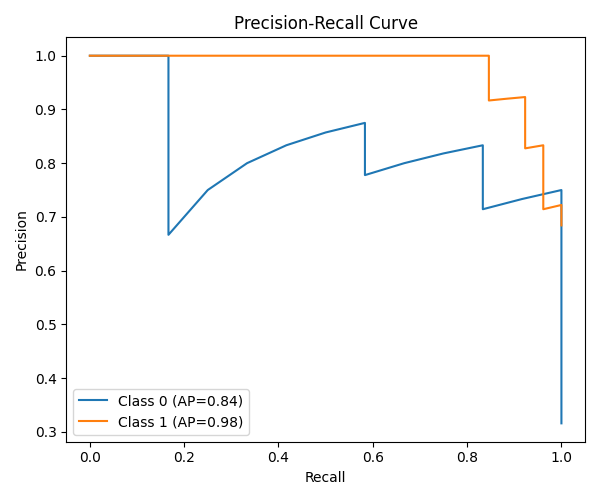 Precision-Recall Curve
1.0
0.9
0.8
0.7
0.6
0.5
0.4
0.3
Precision
Class 0 (AP=0.84)
Class 1 (AP=0.98)
0.0 0.2 0.4 0.6 0.8 1.0
Recall